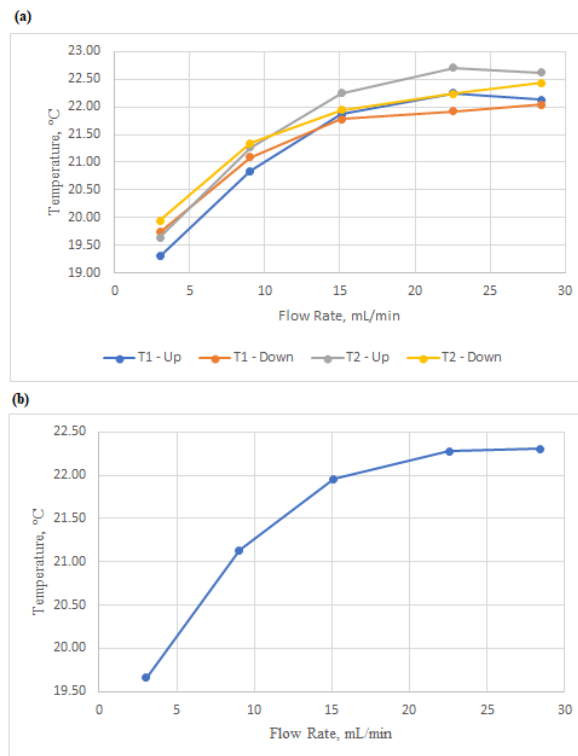 (a)
23.00
22.50
22.00
21.50
21.00
20.50
20.00
19.50
19.00
Temperature, °C
0 5 10 15 20 25 30
Flow Rate, mL/min
T1 - Up T1 - Down T2 - Up T2 - Down
(b)
22.50
22.00
21.50
21.00
20.50
20.00
19.50
Temperature, °C
0 5 10 15 20 25 30
Flow Rate, mL/min